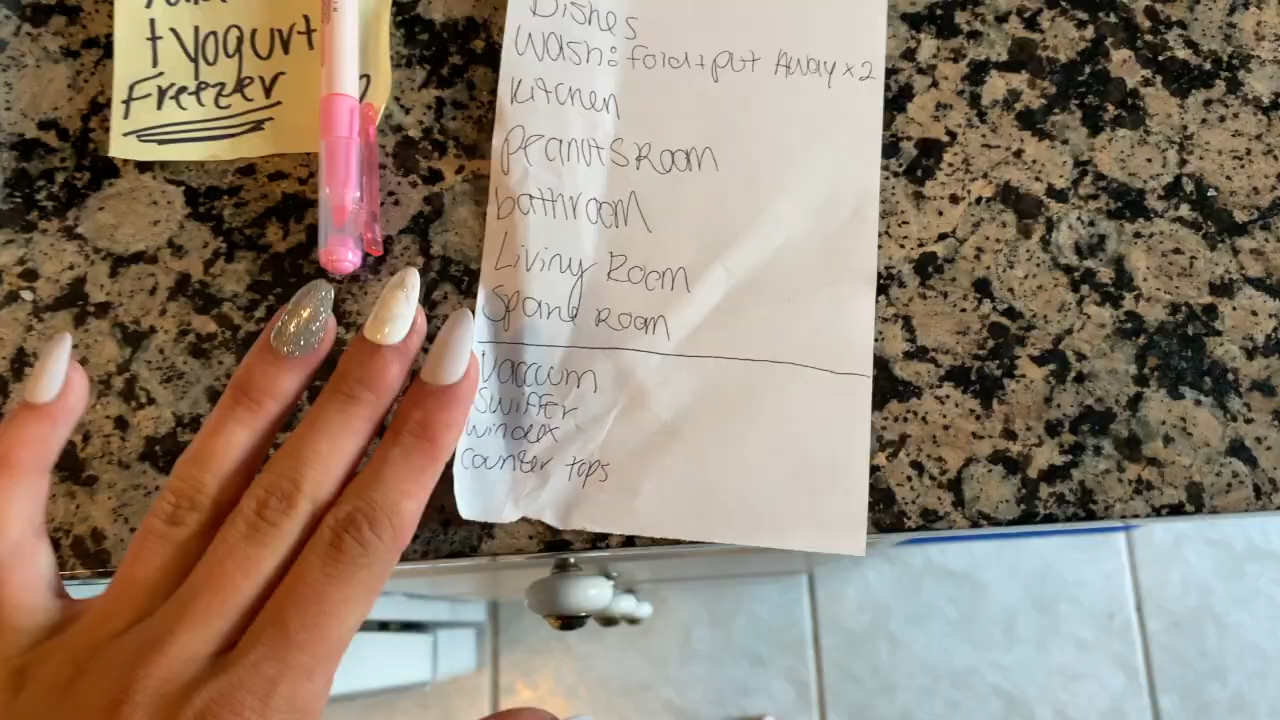 + Yogurt
Freezer
Dishes
Wash: fold + put Away x 2
Kitchen
Peanuts Room
bathroom
Living Room
Spare Room
Vaccum
Swiffer
windex
Counter tops